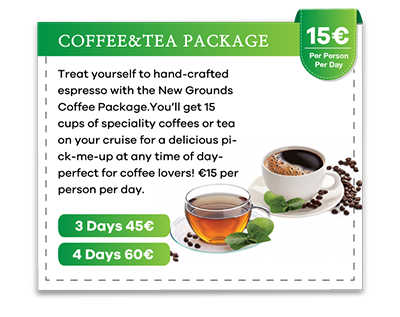 COFFEE&TEA PACKAGE
15€
Per Person
Per Day
Treat yourself to hand-crafted
espresso with the New Grounds
Coffee Package.You'll get 15
cups of speciality coffees or tea
on your cruise for a delicious pi-
ck-me-up at any time of day-
perfect for coffee lovers! €15 per
person per day.
3 Days 45€
4 Days 60€